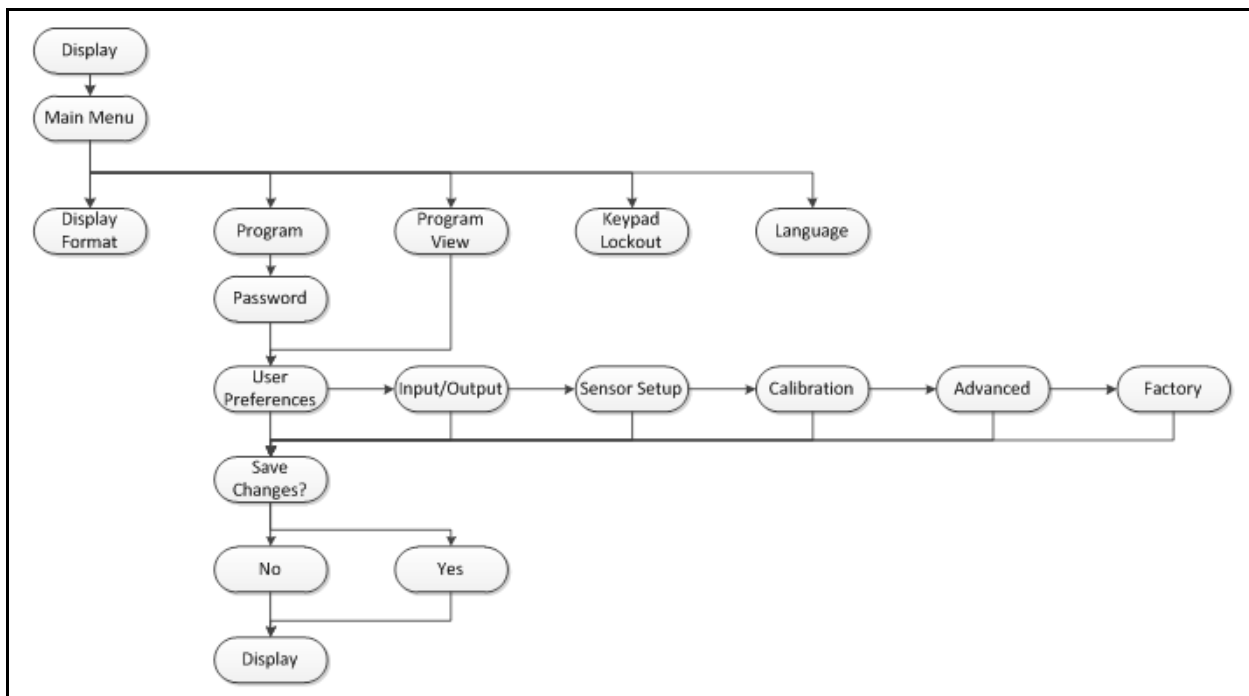 Display
Main Menu
Display
Format
Program
Program
View
Keypad
Lockout
Language
Password
User
Preferences
Input/Output
Sensor Setup
Calibration
Advanced
Factory
Save
Changes?
No
Yes
Display